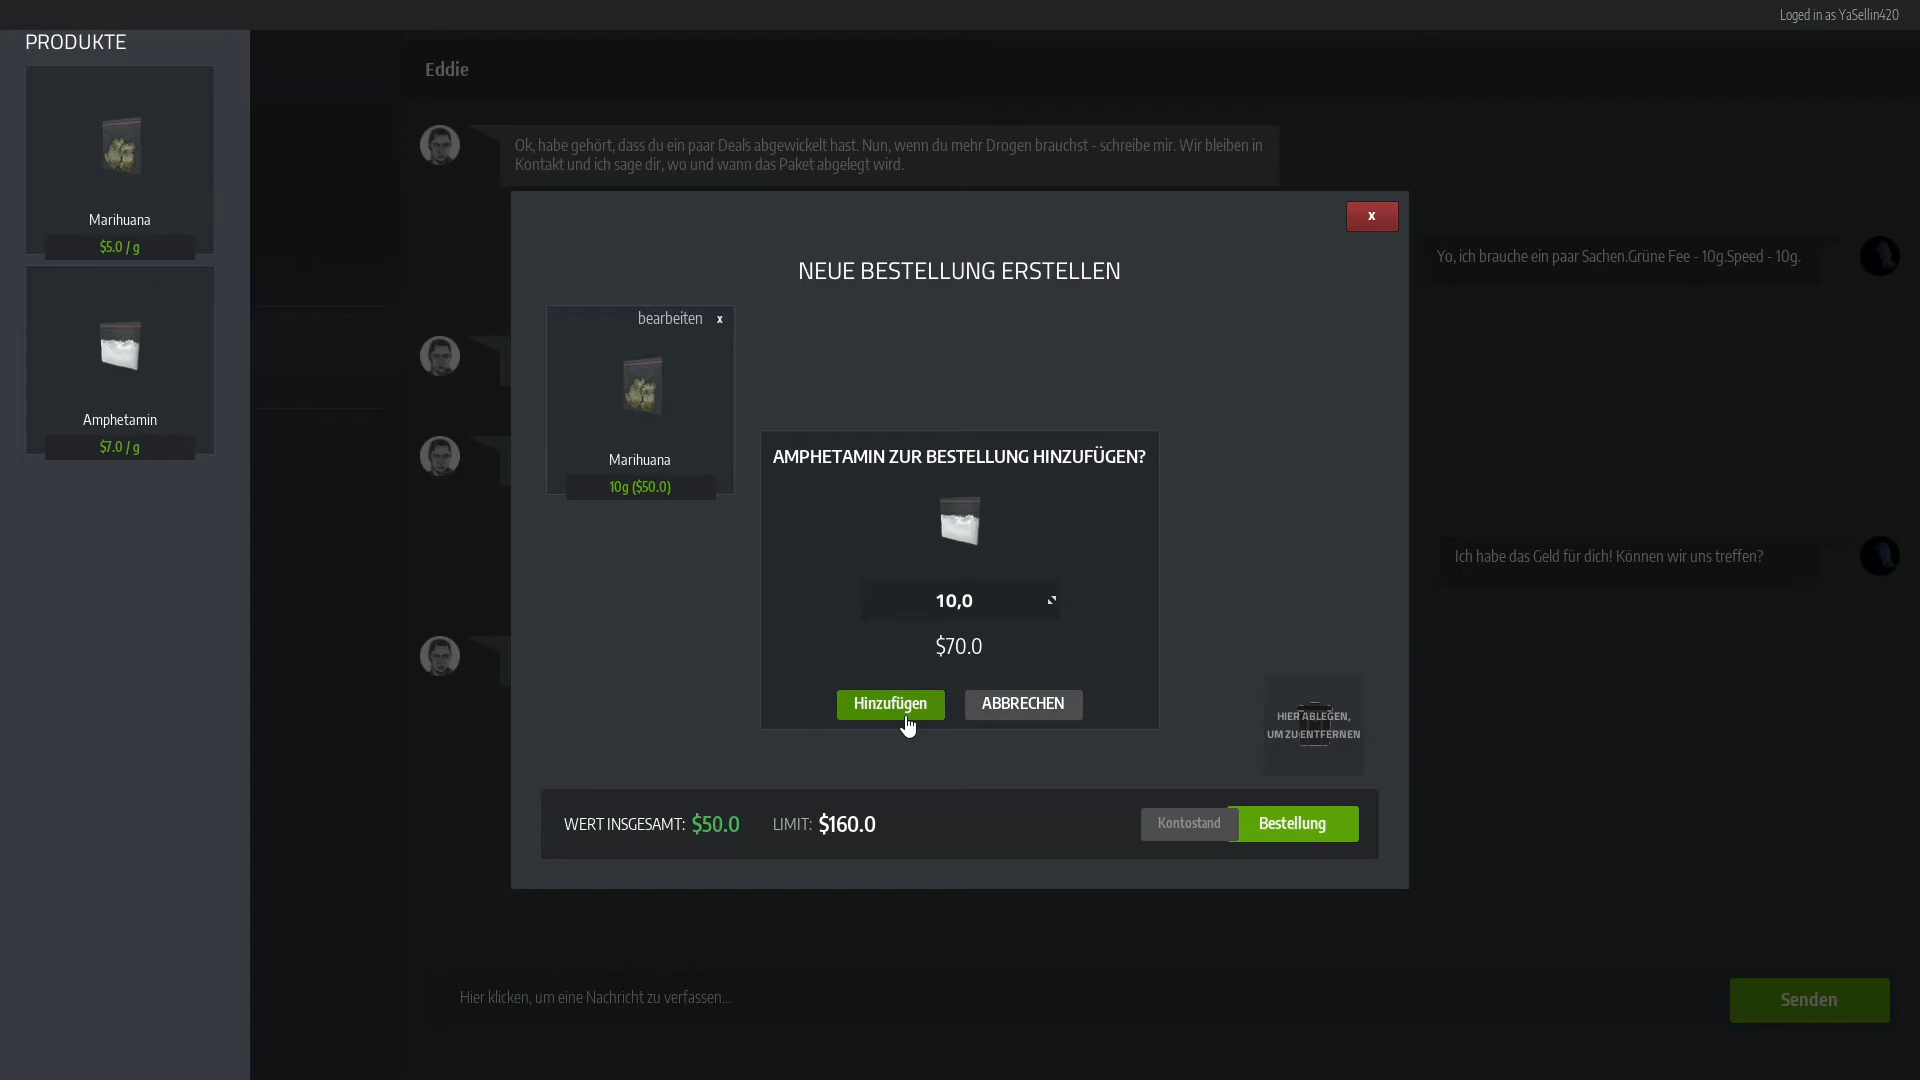 Loged in as YaSellin420
PRODUKTE
Marihuana
$5.0 / g
Amphetamin
$7.0 / g
Eddie
Ok, habe gehört, dass du ein paar Deals abgewickelt hast. Nun, wenn du mehr Drogen brauchst - schreibe mir. Wir bleiben in
Kontakt und ich sage dir, wo und wann das Paket abgelegt wird.
Yo, ich brauche ein paar Sachen.Grüne Fee - 10g.Speed - 10g.
Ich habe das Geld für dich! Können wir uns treffen?
x
NEUE BESTELLUNG ERSTELLEN
bearbeiten x
Marihuana
10g ($50.0)
AMPHETAMIN ZUR BESTELLUNG HINZUFÜGEN?
10,0
$70.0
Hinzufügen ABBRECHEN
HIER ABLEGEN,
UM ZU ENTFERNEN
WERT INSGESAMT: $50.0 LIMIT: $160.0 Kontostand Bestellung
Hier klicken, um eine Nachricht zu verfassen...
Senden